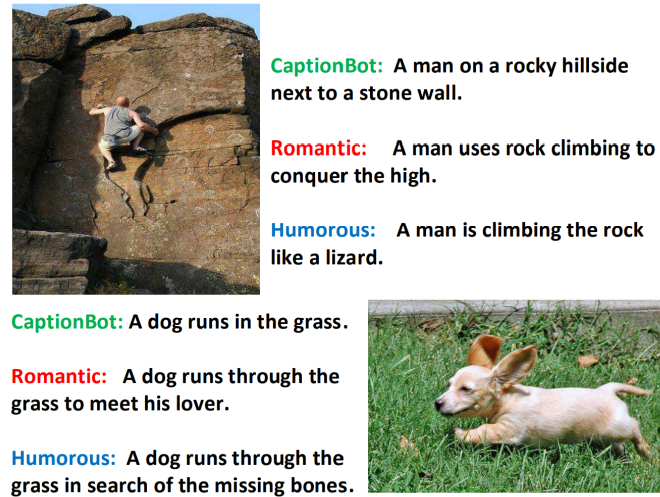 CaptionBot: A man on a rocky hillside
next to a stone wall.
Romantic: A man uses rock climbing to
conquer the high.
Humorous: A man is climbing the rock
like a lizard.
CaptionBot: A dog runs in the grass.
Romantic: A dog runs through the
grass to meet his lover.
Humorous: A dog runs through the
grass in search of the missing bones.